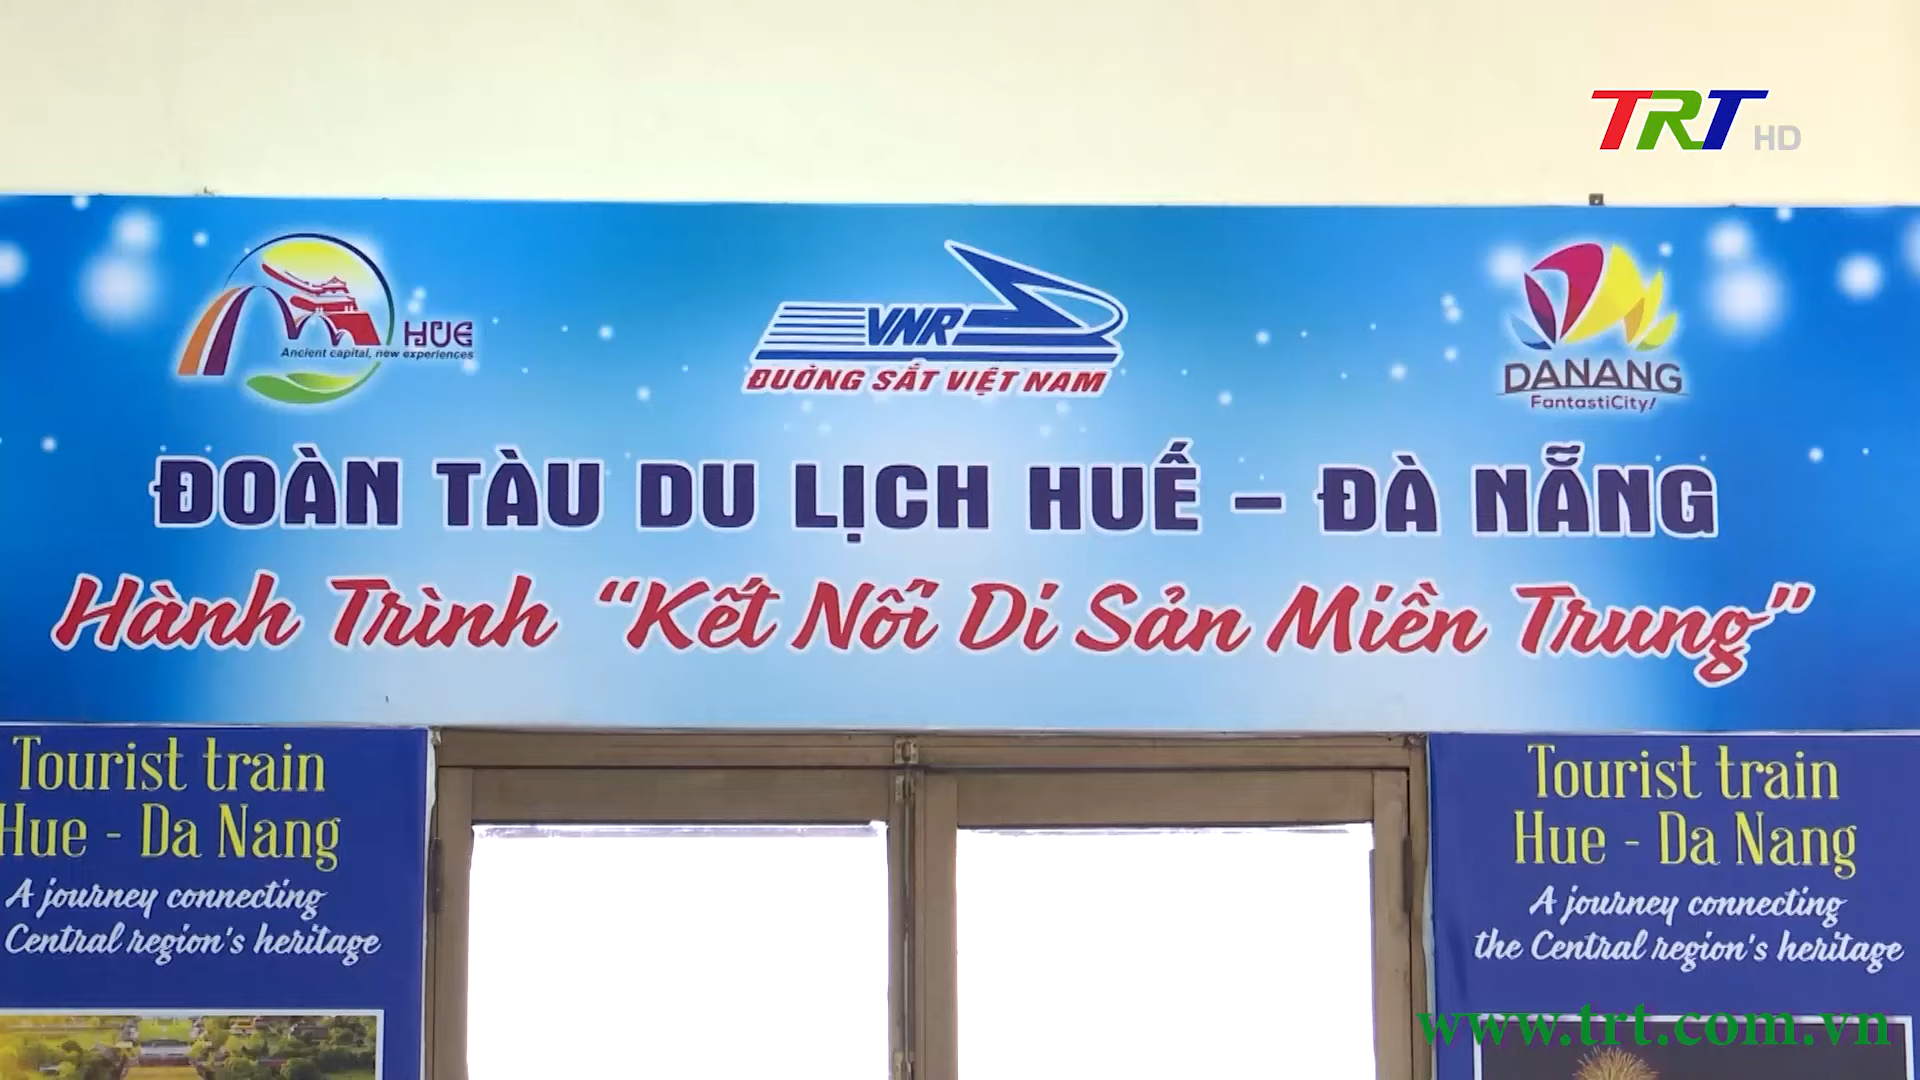 TRT HD
HUE
Ancient capital, new experiences
VNR
ĐƯỜNG SẮT VIỆT NAM
DANANG
FantastiCity!
ĐOÀN TÀU DU LỊCH HUẾ – ĐÀ NẴNG
Hành Trình “Kết Nối Di Sản Miền Trung”
Tourist train
Hue - Da Nang
A journey connecting
Central region's heritage
Tourist train
Hue - Da Nang
A journey connecting
the Central region's heritage
www.trt.com.vn